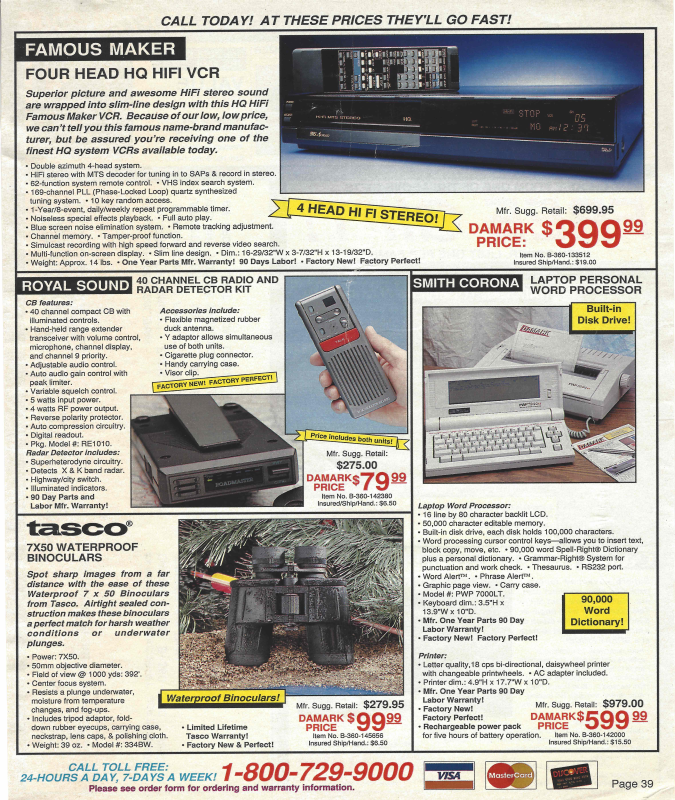 CALL TODAY! AT THESE PRICES THEY'LL GO FAST!
FAMOUS MAKER
FOUR HEAD HQ HIFI VCR
Superior picture and awesome HiFi stereo sound
are wrapped into slim-line design with this HQ HiFi
Famous Maker VCR. Because of our low, low price,
we can't tell you this famous name-brand manufac-
turer, but be assured you're receiving one of the
finest HQ system VCRs available today.
• Double azimuth 4-head system.
• HiFi stereo with MTS decoder for tuning in to SAPs & record in stereo.
• 62-function system remote control. • VHS index search system.
• 169-channel PLL (Phase-Locked Loop) quartz synthesized
tuning system. • 10 key random access.
• 1-Year/8-event, daily/weekly repeat programmable timer.
• Noiseless special effects playback. • Full auto play.
• Blue screen noise elimination system. • Remote tracking adjustment.
• Channel memory. • Tamper-proof function.
• Simulcast recording with high speed forward and reverse video search.
• Multi-function on-screen display. • Slim line design. • Dim.: 16-29/32"W x 3-7/32"H x 13-19/32"D.
• Weight: Approx. 14 lbs. • One Year Parts Mfr. Warranty! 90 Days Labor! • Factory New! Factory Perfect!
HI-FI MTS STEREO
HQ
STOP
05
12:37
4 HEAD HI FI STEREO!
Mfr. Sugg. Retail: $699.95
DAMARK PRICE: $399.99
Item No. B-360-133512
Insured Ship/Hand.: $19.00
ROYAL SOUND
40 CHANNEL CB RADIO AND
RADAR DETECTOR KIT
CB features:
• 40 channel compact CB with
illuminated controls.
• Hand-held range extender
transceiver with volume control,
microphone, channel display,
and channel 9 priority.
• Adjustable audio control.
• Auto audio gain control with
peak limiter.
• Variable squelch control.
• 5 watts input power.
• 4 watts RF power output.
• Reverse polarity protector.
• Auto compression circuitry.
• Digital readout.
• Pkg. Model #: RE1010.
Radar Detector includes:
• Superheterodyne circuitry.
• Detects X & K band radar.
• Highway/city switch.
• Illuminated indicators.
• 90 Day Parts and
Labor Mfr. Warranty!
Accessories include:
• Flexible magnetized rubber
duck antenna.
• Y adaptor allows simultaneous
use of both units.
• Cigarette plug connector.
• Handy carrying case.
• Visor clip.
FACTORY NEW! FACTORY PERFECT!
ROADMASTER
Price includes both units!
Mfr. Sugg. Retail:
$275.00
DAMARK PRICE $79.99
Item No. B-360-142380
Insured/Ship/Hand.: $6.50
SMITH CORONA
LAPTOP PERSONAL
WORD PROCESSOR
Built-in
Disk Drive!
Laptop Word Processor:
• 16 line by 80 character backlit LCD.
• 50,000 character editable memory.
• Built-in disk drive, each disk holds 100,000 characters.
• Word processing cursor control keys—allows you to insert text,
block copy, move, etc. • 90,000 word Spell-Right® Dictionary
plus a personal dictionary. • Grammar-Right® System for
punctuation and work check. • Thesaurus. • RS232 port.
• Word Alert™. • Phrase Alert™.
• Graphic page view. • Carry case.
• Model #: PWP 7000LT.
• Keyboard dim.: 3.5"H x
13.9"W x 10"D.
• Mfr. One Year Parts 90 Day
Labor Warranty!
• Factory New! Factory Perfect!
90,000
Word
Dictionary!
Printer:
• Letter quality,18 cps bi-directional, daisywheel printer
with changeable printwheels. • AC adapter included.
• Printer dim.: 4.9"H x 17.7"W x 10"D.
• Mfr. One Year Parts 90 Day
Labor Warranty!
• Factory New!
Factory Perfect!
• Rechargeable power pack
for five hours of battery operation.
Mfr. Sugg. Retail: $979.00
DAMARK PRICE $599.99
Item No. B-360-142000
Insured Ship/Hand.: $15.50
tasco®
7X50 WATERPROOF
BINOCULARS
Spot sharp images from a far
distance with the ease of these
Waterproof 7 x 50 Binoculars
from Tasco. Airtight sealed con-
struction makes these binoculars
a perfect match for harsh weather
conditions or underwater
plunges.
• Power: 7X50.
• 50mm objective diameter.
• Field of view @ 1000 yds: 392'.
• Center focus system.
• Resists a plunge underwater,
moisture from temperature
changes, and fog-ups.
• Includes tripod adaptor, fold-
down rubber eyecups, carrying case,
neckstrap, lens caps, & polishing cloth.
• Weight: 39 oz. • Model #: 334BW.
Waterproof Binoculars!
• Limited Lifetime
Tasco Warranty!
• Factory New & Perfect!
Mfr. Sugg. Retail: $279.95
DAMARK PRICE $99.99
Item No. B-360-145656
Insured Ship/Hand.: $6.50
CALL TOLL FREE:
24-HOURS A DAY, 7-DAYS A WEEK! 1-800-729-9000
Please see order form for ordering and warranty information.
VISA
MasterCard
DISCOVER
Page 39